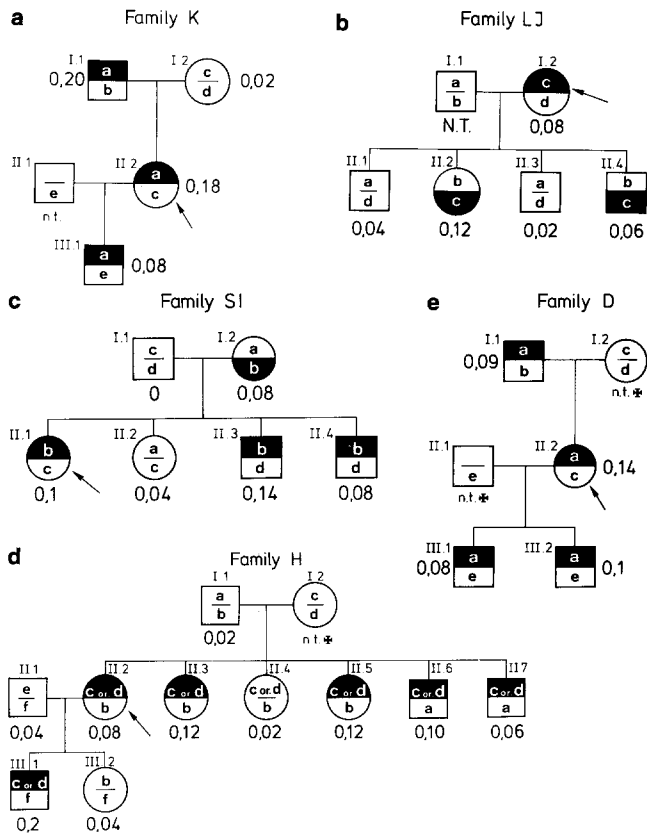 a
Family K
I.1
I.2
0,20
a
b
c
d
0,02
II.1
II.2
e
n.t.
a
c
0,18
III.1
a
e
0,08
b
Family LJ
I.1
I.2
a
b
c
d
N.T.
0,08
II.1
II.2
II.3
II.4
a
d
b
c
a
d
b
c
0,04
0,12
0,02
0,06
c
Family SI
I.1
I.2
c
d
a
b
0
0,08
II.1
II.2
II.3
II.4
b
c
a
c
b
d
b
d
0,1
0,04
0,14
0,08
e
Family D
I.1
I.2
0,09
a
b
c
d
n.t.✠
II.1
II.2
e
n.t.✠
a
c
0,14
III.1
III.2
0,08
a
e
a
e
0,1
d
Family H
I 1
I.2
a
b
c
d
0,02
n.t.✠
II.1
II.2
II.3
II.4
II.5
II.6
II7
e
f
c or d
b
c or d
b
c or d
b
c or d
b
c or d
a
c or d
a
0,04
0,08
0,12
0,02
0,12
0,10
0,06
III 1
III 2
c or d
f
b
f
0,2
0,04